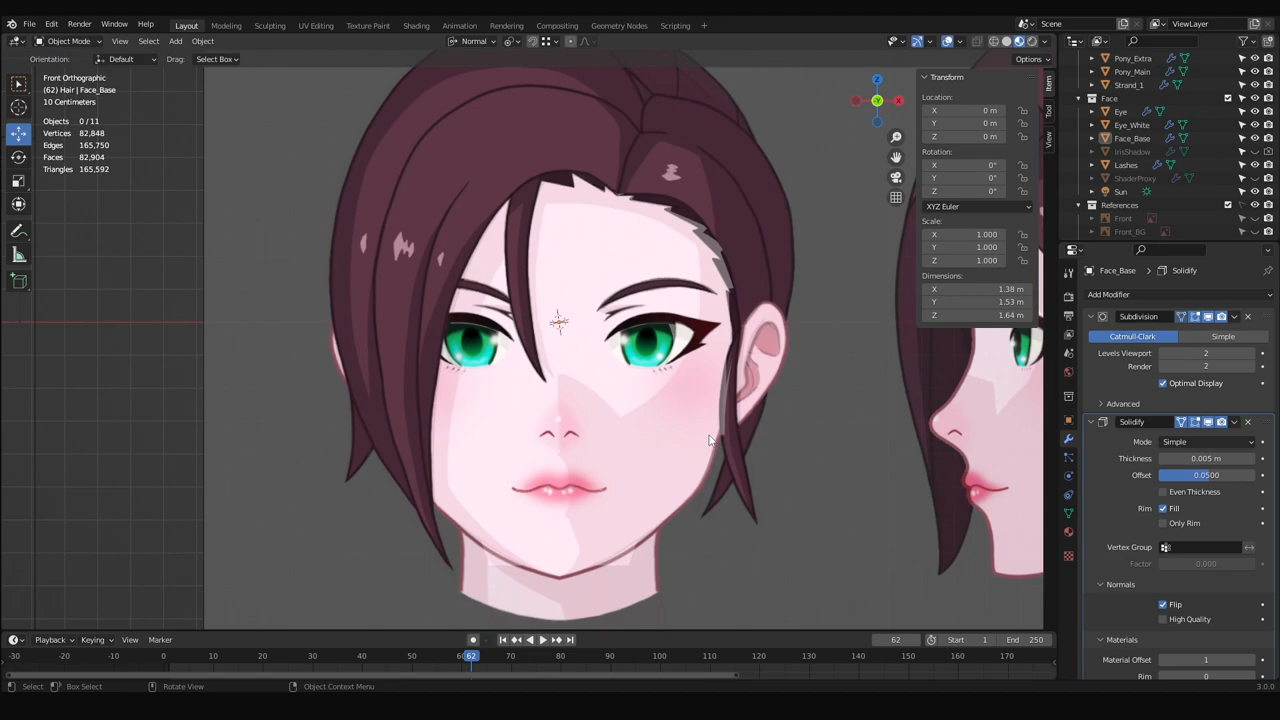 File Edit Render Window Help Layout Modeling Sculpting UV Editing Texture Paint Shading Animation Rendering Compositing Geometry Nodes Scripting + Scene ViewLayer
Object Mode View Select Add Object Normal
Orientation: Default Drag: Select Box Options
Front Orthographic
(62) Hair | Face_Base
10 Centimeters
Objects 0/11
Vertices 82,848
Edges 165,750
Faces 82,904
Triangles 165,592
Z
Y
X
Transform
Location:
X 0 m
Y 0 m
Z 0 m
Rotation:
X 0°
Y 0°
Z 0°
XYZ Euler
Scale:
X 1.000
Y 1.000
Z 1.000
Dimensions:
X 1.38 m
Y 1.53 m
Z 1.64 m
Item
Tool
View
Pony_Extra
Pony_Main
Strand_1
Face
Eye
Eye_White
Face_Base
IrisShadow
Lashes
ShaderProxy
Sun
References
Front
Front_BG
Face_Base > Solidify
Add Modifier
Subdivision
Catmull-Clark Simple
Levels Viewport 2
Render 2
Optimal Display
Advanced
Solidify
Mode Simple
Thickness 0.005 m
Offset 0.0500
Even Thickness
Rim Fill
Only Rim
Vertex Group
Factor 0.000
Normals
Flip
High Quality
Materials
Material Offset 1
Rim 0
Playback Keying View Marker 62 Start 1 End 250
-30 -20 -10 0 10 20 30 40 50 60 62 70 80 90 100 110 120 130 140 150 160 170
Select Box Select Rotate View Object Context Menu 3.0.0